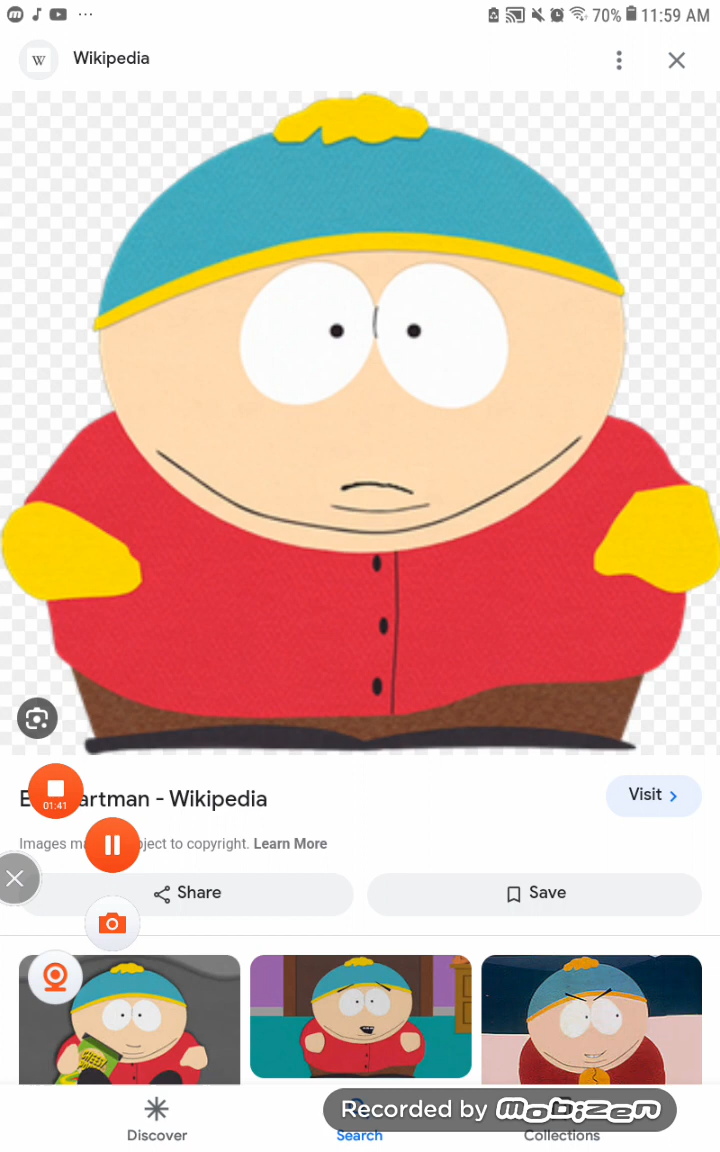 70% 11:59 AM
W Wikipedia
E artman - Wikipedia
Visit
01:41
Images m ject to copyright. Learn More
Share
Save
CHEESY
Recorded by mobizen
Discover
Search
Collections